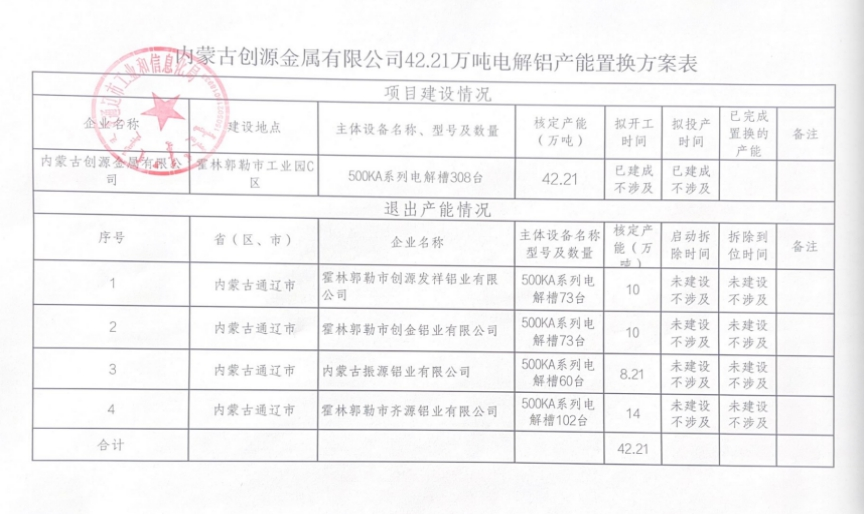 内蒙古创源金属有限公司42.21万吨电解铝产能置换方案表
项目建设情况
企业名称 建设地点 主体设备名称、型号及数量 核定产能（万吨） 拟开工时间 拟投产时间 已完成置换的产能 备注
内蒙古创源金属有限公司 霍林郭勒市工业园C区 500KA系列电解槽308台 42.21 已建成不涉及 已建成不涉及
退出产能情况
序号 省（区、市） 企业名称 主体设备名称型号及数量 核定产能（万吨） 启动拆除时间 拆除到位时间 备注
1 内蒙古通辽市 霍林郭勒市创源发祥铝业有限公司 500KA系列电解槽73台 10 未建设不涉及 未建设不涉及
2 内蒙古通辽市 霍林郭勒市创金铝业有限公司 500KA系列电解槽73台 10 未建设不涉及 未建设不涉及
3 内蒙古通辽市 内蒙古振源铝业有限公司 500KA系列电解槽60台 8.21 未建设不涉及 未建设不涉及
4 内蒙古通辽市 霍林郭勒市齐源铝业有限公司 500KA系列电解槽102台 14 未建设不涉及 未建设不涉及
合计 42.21
通辽市工业和信息化局